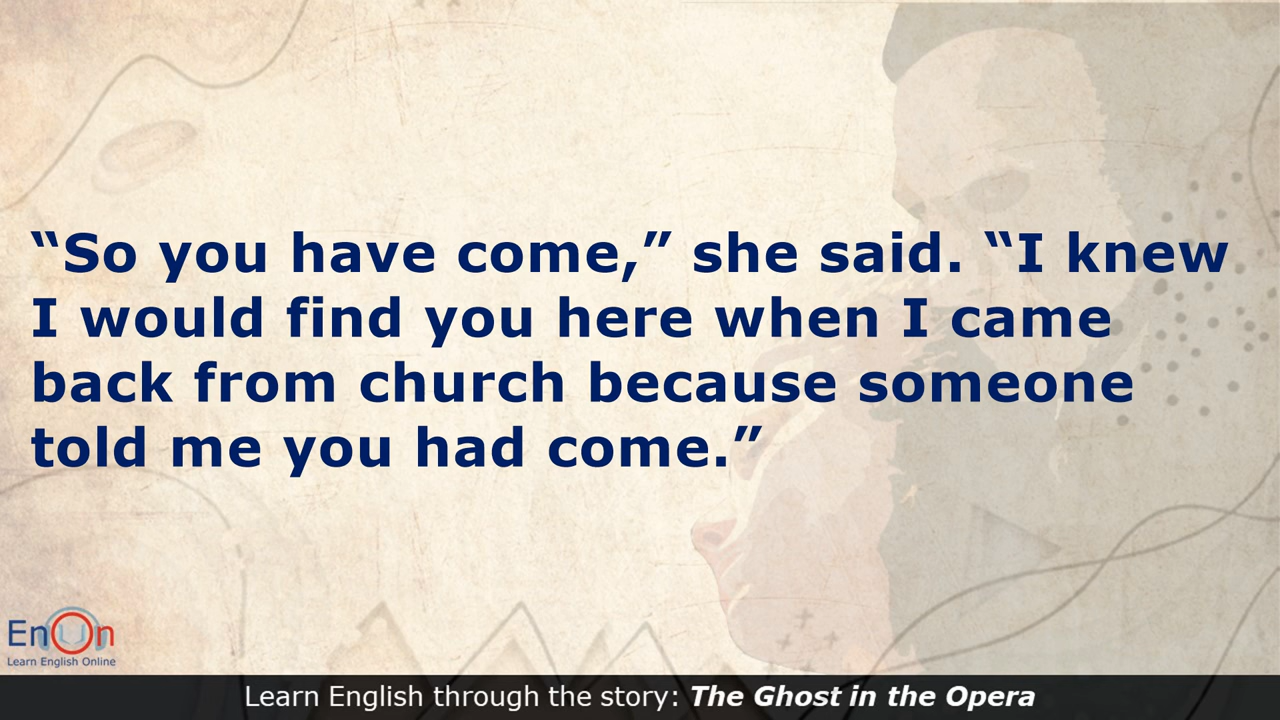 “So you have come,” she said. “I knew
I would find you here when I came
back from church because someone
told me you had come.”
EnOn
Learn English Online
Learn English through the story: The Ghost in the Opera